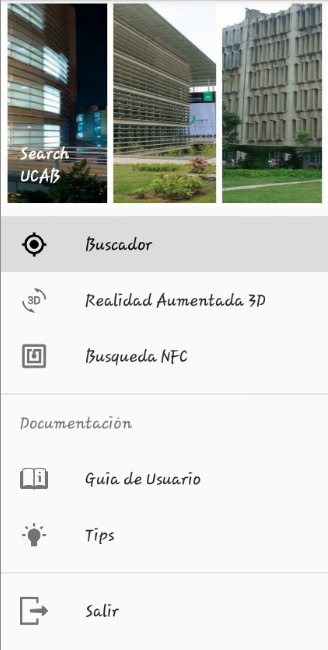 Search
UCAB
Buscador
3D
Realidad Aumentada 3D
Busqueda NFC
Documentación
Guia de Usuario
Tips
Salir